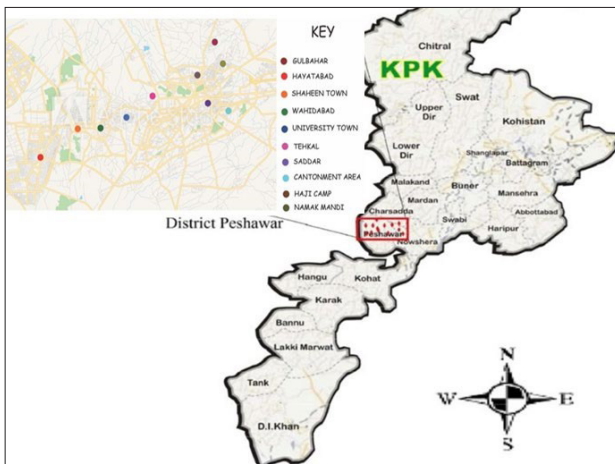 KEY
GULBAHAR
HAYATABAD
SHAHEEN TOWN
WAHIDABAD
UNIVERSITY TOWN
TEHKAL
SADDAR
CANTONMENT AREA
HAJI CAMP
NAMAK MANDI
Chitral
KPK
Swat
Upper
Dir
Kohistan
Lower
Dir
Shanglapar
Battagram
Malakand
Buner
Mansehra
Mardan
Charsadda
Swabi
Abbottabad
Haripur
District Peshawar
Peshawar
Nowshera
Hangu
Kohat
Karak
Bannu
Lakki Marwat
Tank
D.I.Khan
N
W
E
S